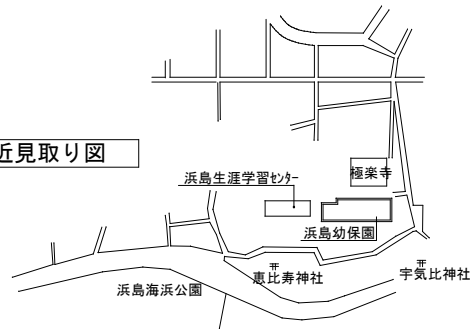 近見取り図
極楽寺
浜島生涯学習ｾﾝﾀｰ
浜島幼保園
恵比寿神社
宇気比神社
浜島海浜公園